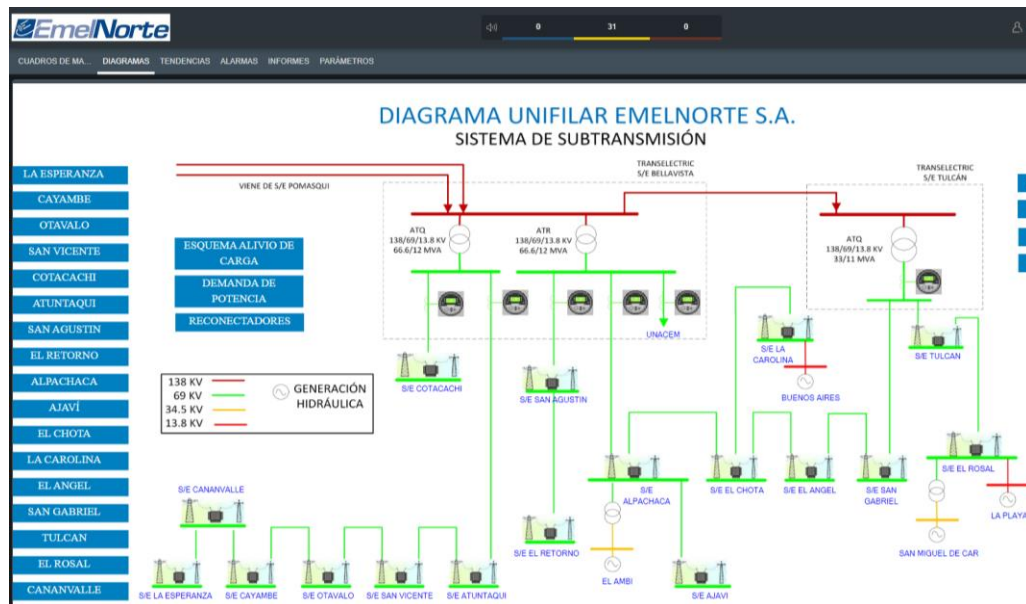 EmelNorte
0 31 0
CUADROS DE MA... DIAGRAMAS TENDENCIAS ALARMAS INFORMES PARÁMETROS
DIAGRAMA UNIFILAR EMELNORTE S.A.
SISTEMA DE SUBTRANSMISIÓN
LA ESPERANZA
CAYAMBE
OTAVALO
SAN VICENTE
COTACACHI
ATUNTAQUI
SAN AGUSTIN
EL RETORNO
ALPACHACA
AJAVÍ
EL CHOTA
LA CAROLINA
EL ANGEL
SAN GABRIEL
TULCAN
EL ROSAL
CANANVALLE
VIENE DE S/E POMASQUI
TRANSELECTRIC
S/E BELLAVISTA
TRANSELECTRIC
S/E TULCÁN
ESQUEMA ALIVIO DE
CARGA
DEMANDA DE
POTENCIA
RECONECTADORES
ATQ
138/69/13.8 KV
66.6/12 MVA
ATR
138/69/13.8 KV
66.6/12 MVA
ATQ
138/69/13.8 KV
33/11 MVA
UNACEM
S/E LA
CAROLINA
S/E TULCAN
S/E COTACACHI
S/E SAN AGUSTIN
BUENOS AIRES
138 KV
69 KV
34.5 KV
13.8 KV
GENERACIÓN
HIDRÁULICA
S/E CANANVALLE
S/E
ALPACHACA
S/E EL CHOTA
S/E EL ANGEL
S/E SAN
GABRIEL
S/E EL ROSAL
LA PLAYA
S/E EL RETORNO
SAN MIGUEL DE CAR
EL AMBI
S/E LA ESPERANZA
S/E CAYAMBE
S/E OTAVALO
S/E SAN VICENTE
S/E ATUNTAQUI
S/E AJAVI